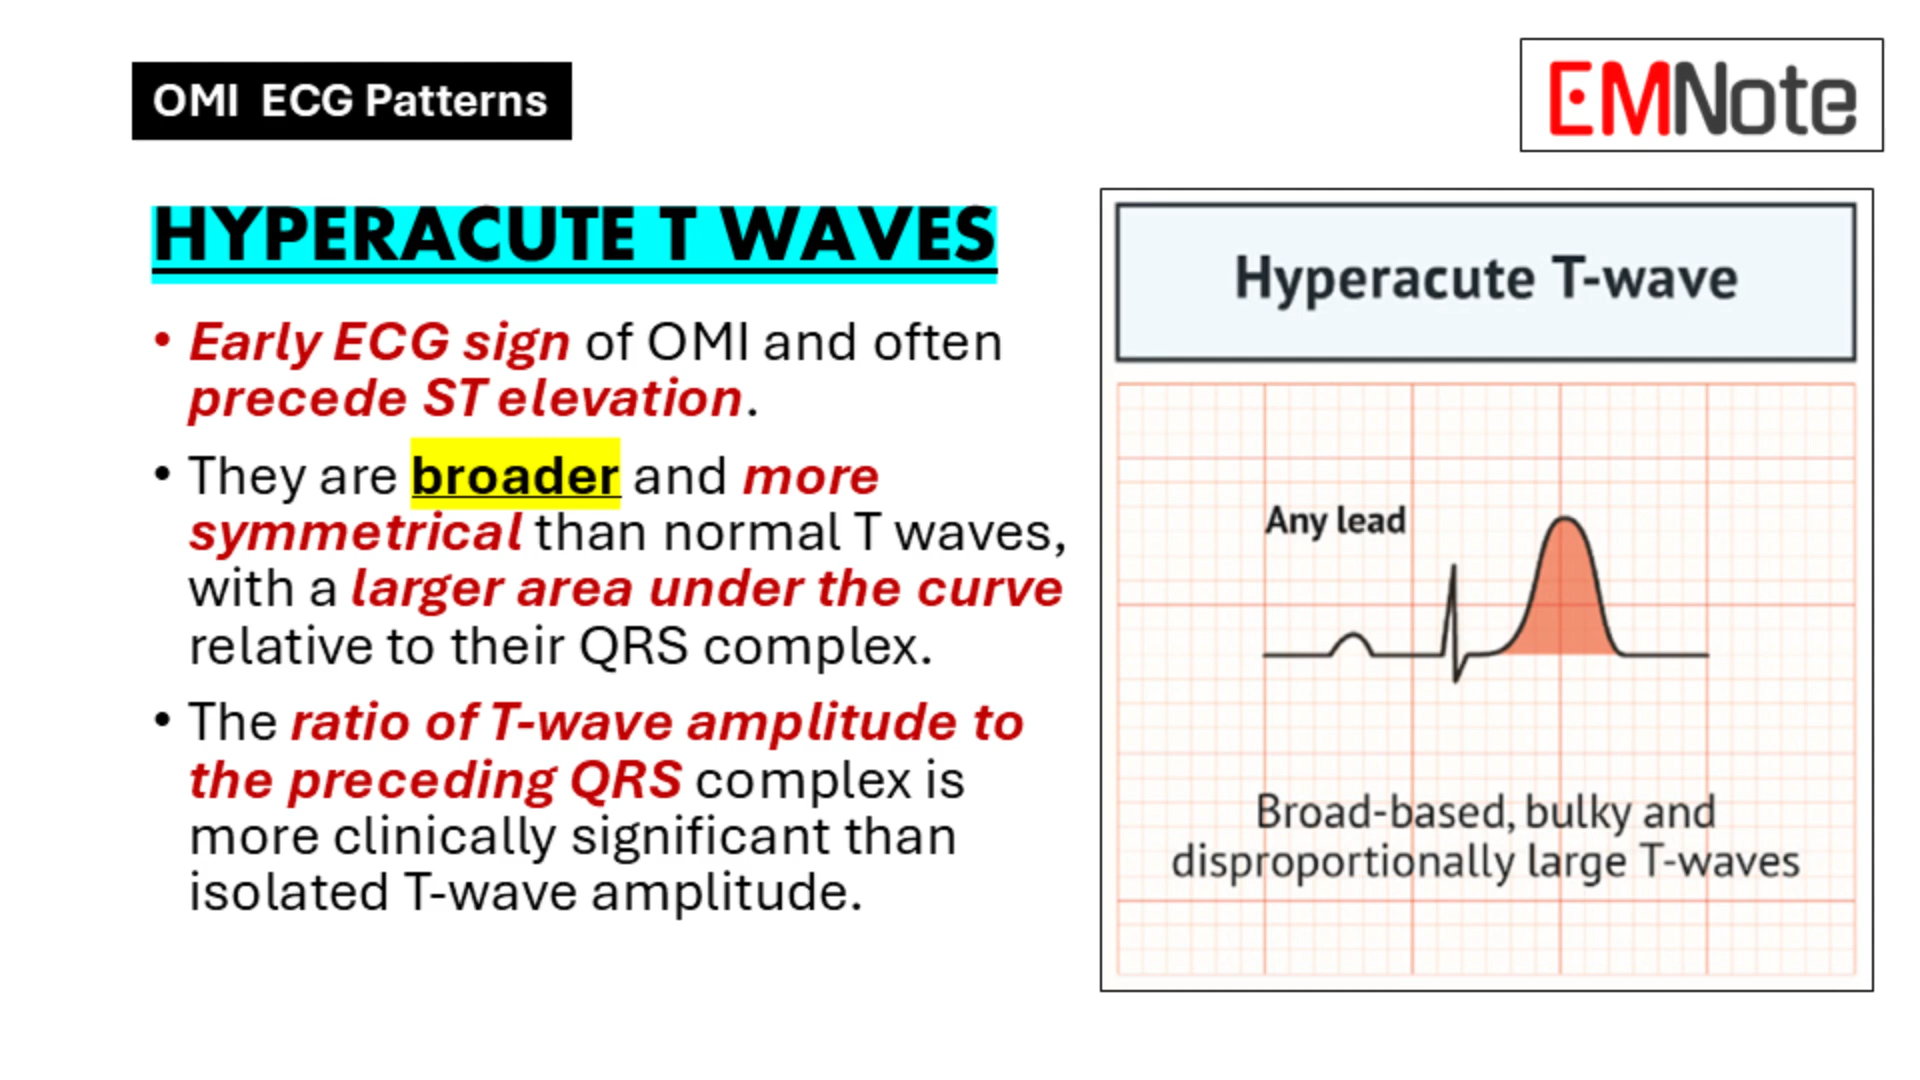 OMI ECG Patterns
EMNote
HYPERACUTE T WAVES
• Early ECG sign of OMI and often
precede ST elevation.
• They are broader and more
symmetrical than normal T waves,
with a larger area under the curve
relative to their QRS complex.
• The ratio of T-wave amplitude to
the preceding QRS complex is
more clinically significant than
isolated T-wave amplitude.
Hyperacute T-wave
Any lead
Broad-based, bulky and
disproportionally large T-waves